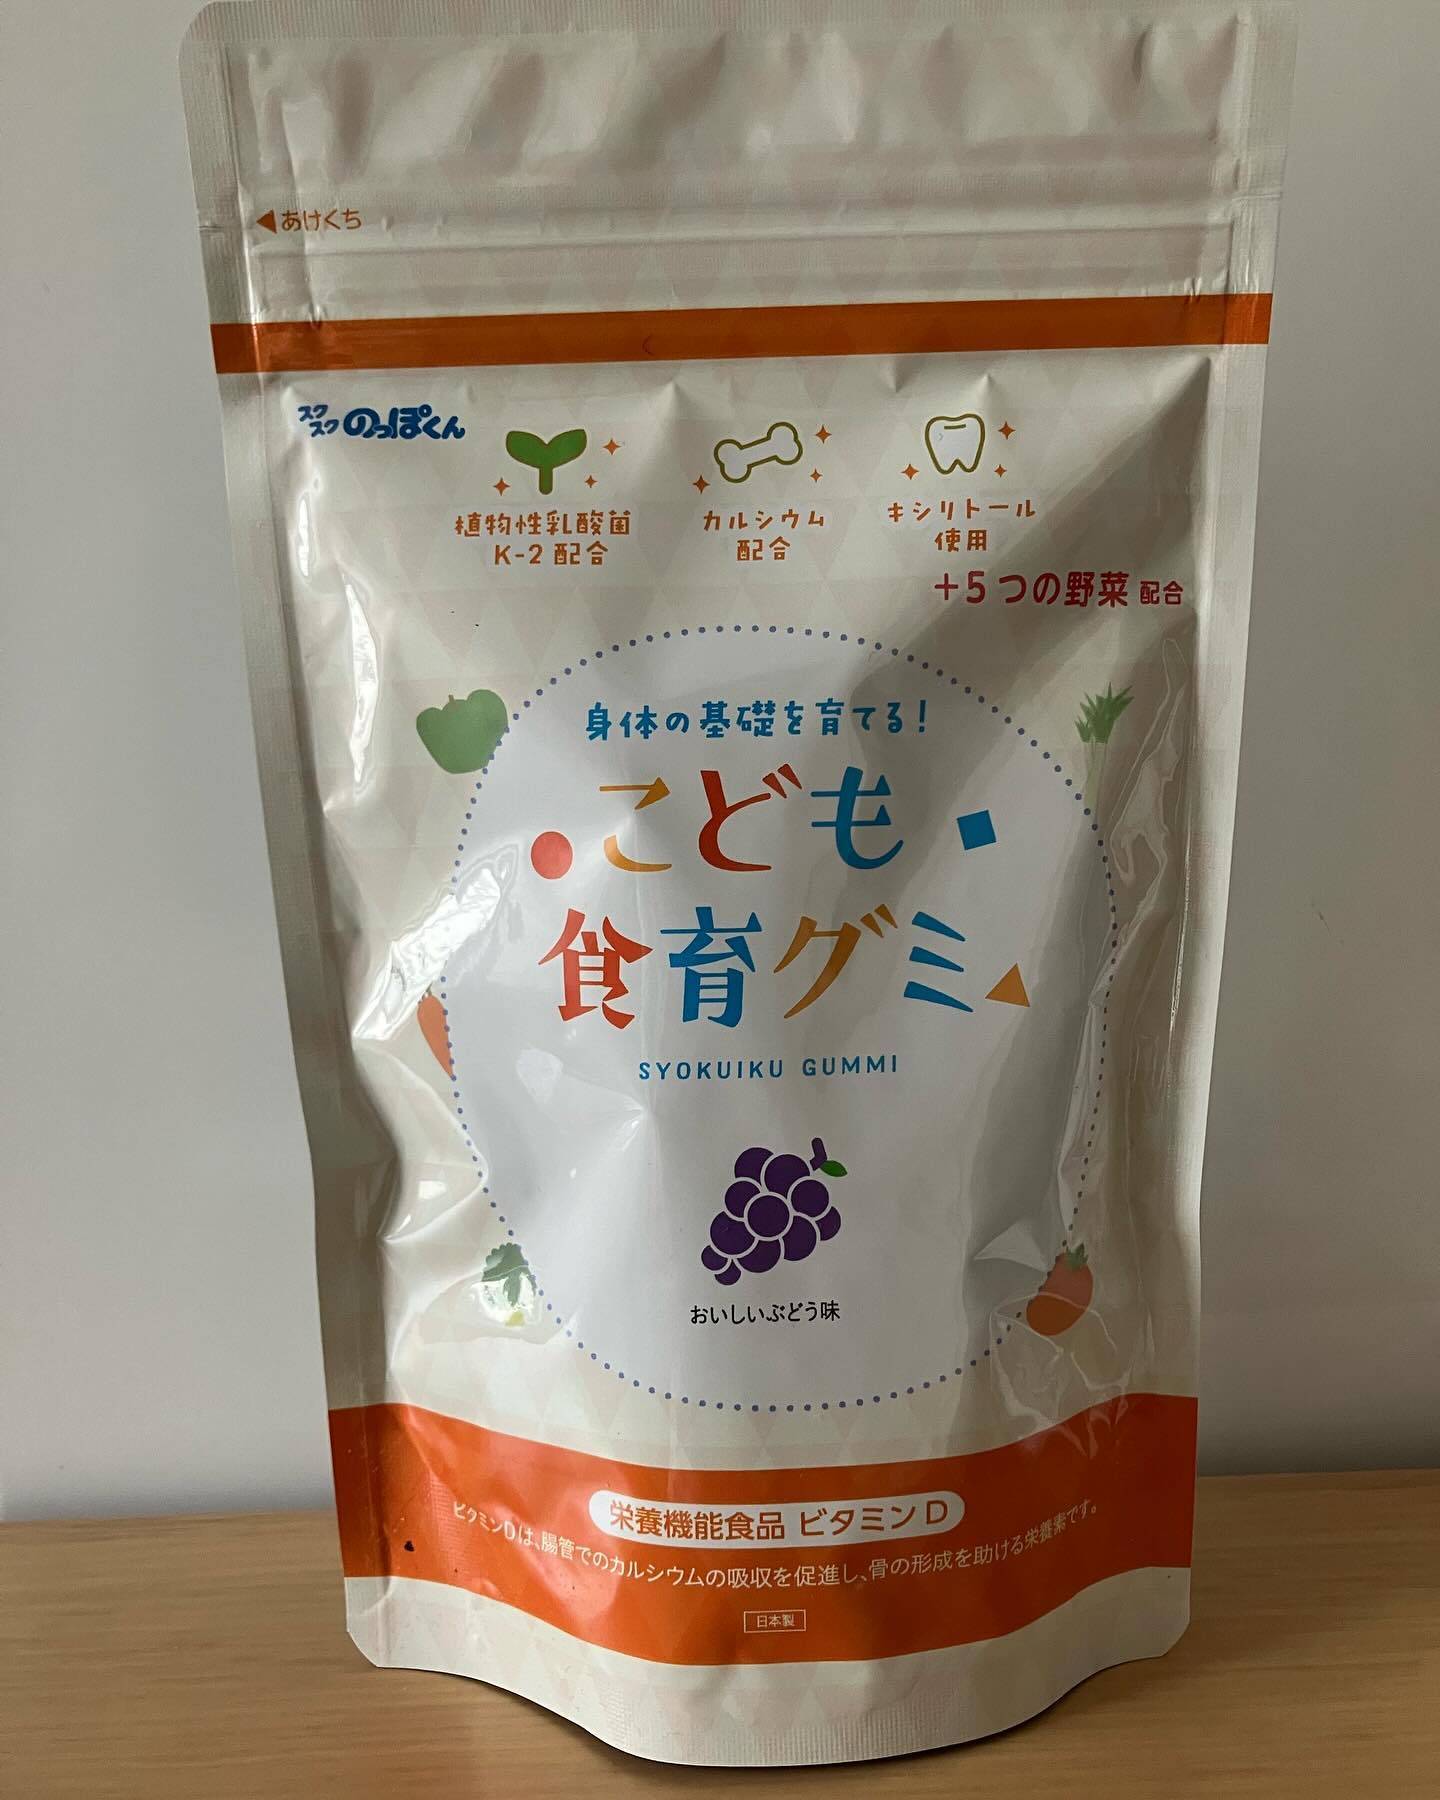 ◀あけくち
スクスクのっぽくん
植物性乳酸菌
K-2 配合
カルシウム
配合
キシリトール
使用
+5つの野菜 配合
身体の基礎を育てる!
こども
食育グミ
SYOKUIKU GUMMI
おいしいぶどう味
栄養機能食品 ビタミンD
ビタミンDは、腸管でのカルシウムの吸収を促進し、骨の形成を助ける栄養素です。
日本製